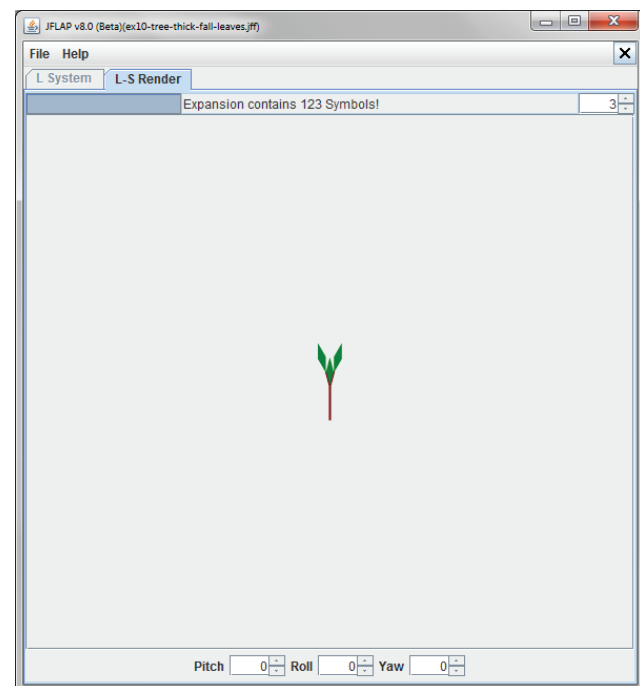 JFLAP v8.0 (Beta)(ex10-tree-thick-fall-leaves.jff)
File Help
L System L-S Render
Expansion contains 123 Symbols! 3
Pitch 0 Roll 0 Yaw 0